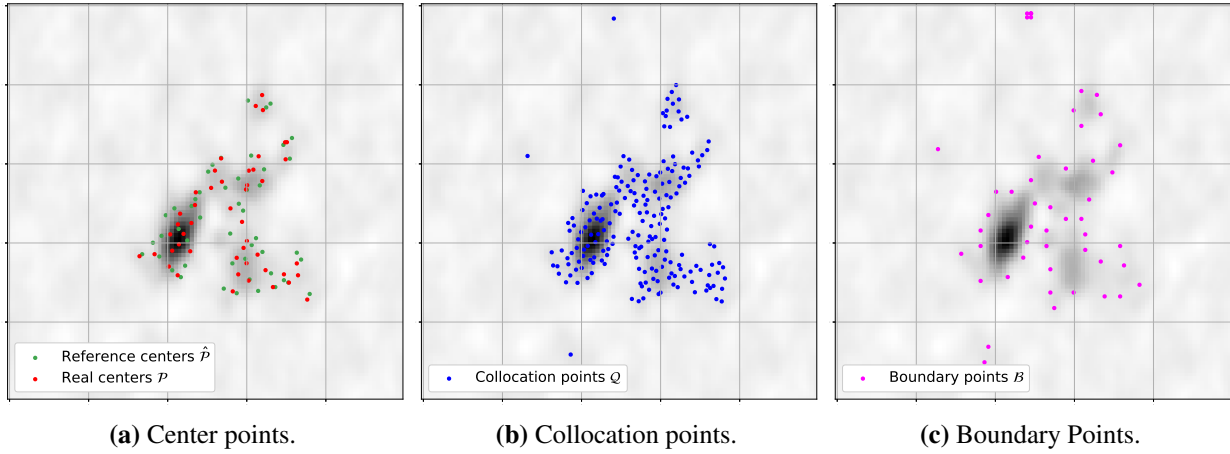 Reference centers 𝒫̂
Real centers 𝒫
Collocation points 𝒬
Boundary points ℬ
(a) Center points.
(b) Collocation points.
(c) Boundary Points.